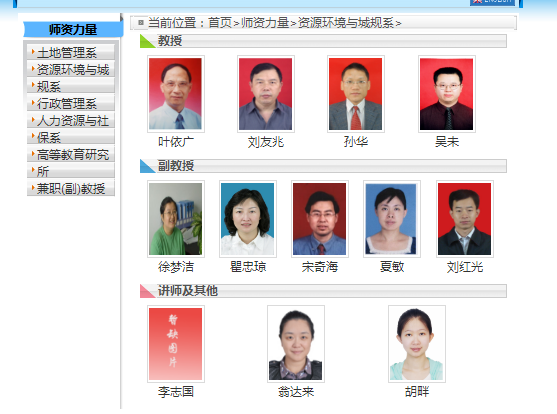 ENGLISH
师资力量
当前位置：首页>师资力量>资源环境与城规系>
土地管理系
资源环境与城
规系
行政管理系
人力资源与社
保系
高等教育研究
所
兼职(副)教授
教授
叶依广 刘友兆 孙华 吴未
副教授
徐梦洁 瞿忠琼 宋奇海 夏敏 刘红光
讲师及其他
暂缺
图片
李志国 翁达来 胡畔